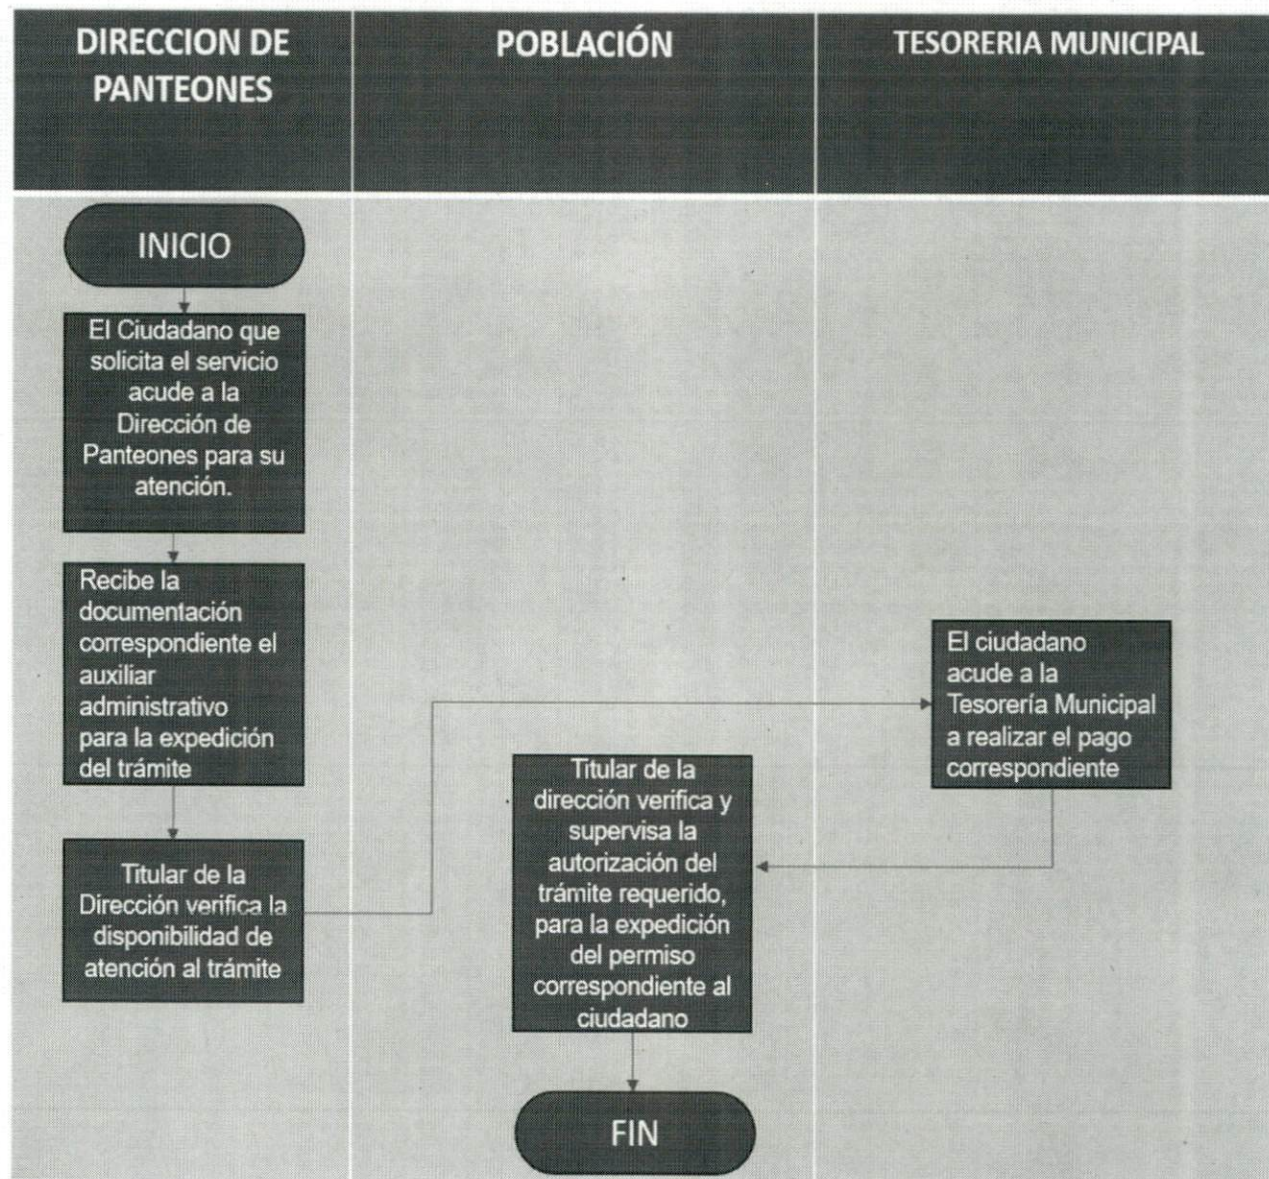 DIRECCION DE
PANTEONES
POBLACIÓN
TESORERIA MUNICIPAL
INICIO
El Ciudadano que
solicita el servicio
acude a la
Dirección de
Panteones para su
atención.
Recibe la
documentación
correspondiente el
auxiliar
administrativo
para la expedición
del trámite
Titular de la
Dirección verifica la
disponibilidad de
atención al trámite
El ciudadano
acude a la
Tesorería Municipal
a realizar el pago
correspondiente
Titular de la
dirección verifica y
supervisa la
autorización del
trámite requerido,
para la expedición
del permiso
correspondiente al
ciudadano
FIN